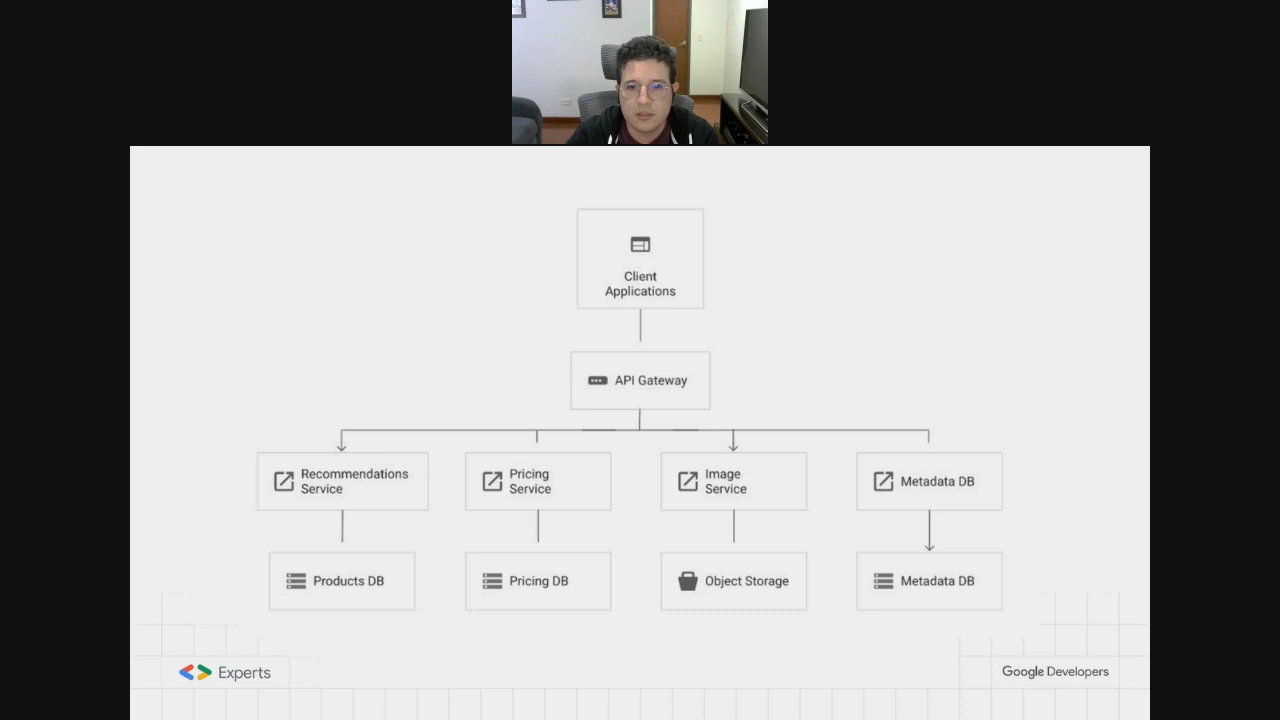 Client
Applications
API Gateway
Recommendations
Service
Pricing
Service
Image
Service
Metadata DB
Products DB
Pricing DB
Object Storage
Metadata DB
Experts
Google Developers